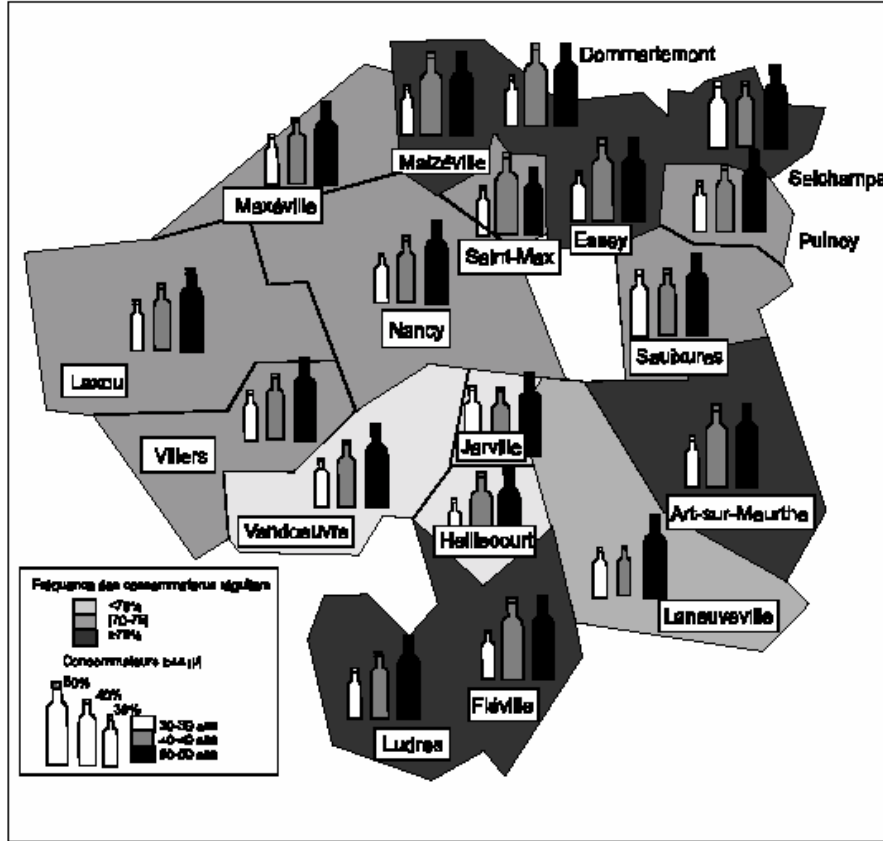 Dommartemont
Malzéville
Selchamps
Maxéville
Essey
Saint-Max
Pulnoy
Nancy
Saulxures
Laxou
Jarville
Villers
Art-sur-Meurthe
Vandoeuvre
Heillecourt
Laneuveville
Fléville
Ludres
Fréquence des consommateurs réguliers
<70%
[70-75[
≥75%
Consommateurs
50%
40%
30%
30-39 ans
40-49 ans
50-59 ans